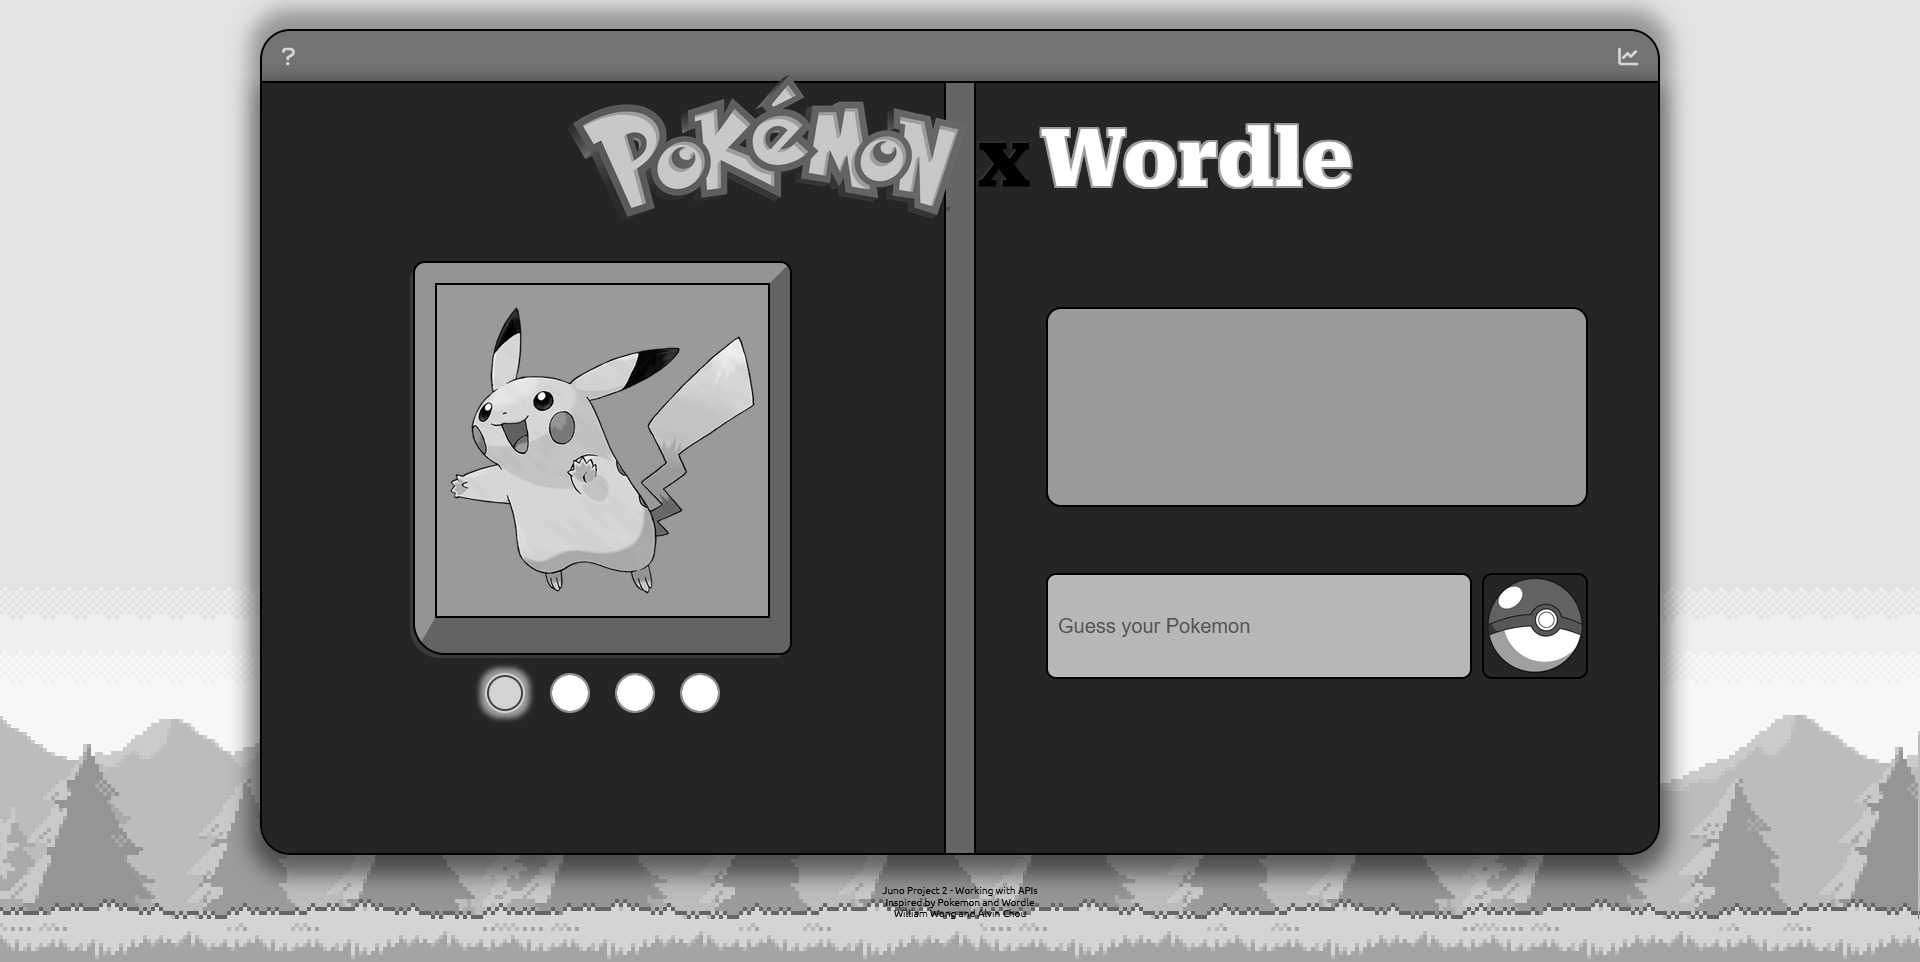 ?
POKéMON x Wordle
Guess your Pokemon
Juno Project 2 - Working with APIs
Inspired by Pokemon and Wordle
William Wong and Alvin Chou